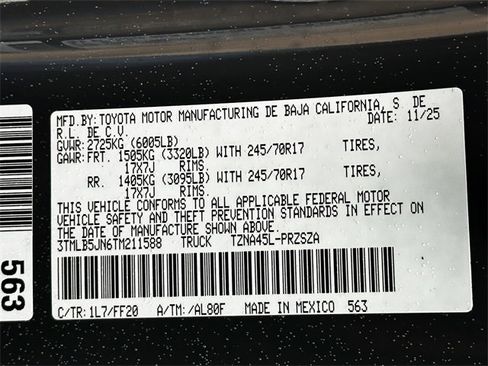 MFD.BY:TOYOTA MOTOR MANUFACTURING DE BAJA CALIFORNIA, S. DE
R.L. DE C.V. DATE: 11/25
GVWR: 2725KG (6005LB)
GAWR: FRT. 1505KG (3320LB) WITH 245/70R17 TIRES,
17X7J RIMS.
RR. 1405KG (3095LB) WITH 245/70R17 TIRES,
17X7J RIMS.
THIS VEHICLE CONFORMS TO ALL APPLICABLE FEDERAL MOTOR
VEHICLE SAFETY AND THEFT PREVENTION STANDARDS IN EFFECT ON
THE DATE OF MANUFACTURE SHOWN ABOVE.
3TMLB5JN6TM211588 TRUCK TZNA45L-PRZSZA
C/TR:1L7/FF20 A/TM:/AL80F MADE IN MEXICO 563
563